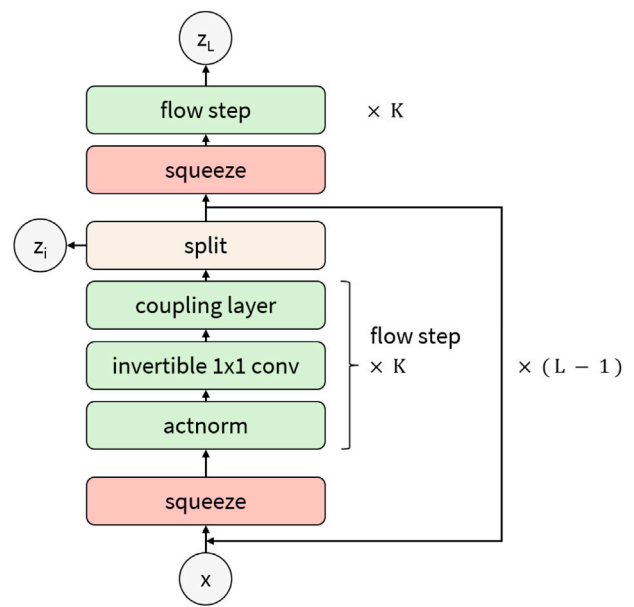 z_L
flow step × K
squeeze
z_i split
coupling layer
flow step
invertible 1x1 conv × K × ( L − 1 )
actnorm
squeeze
x